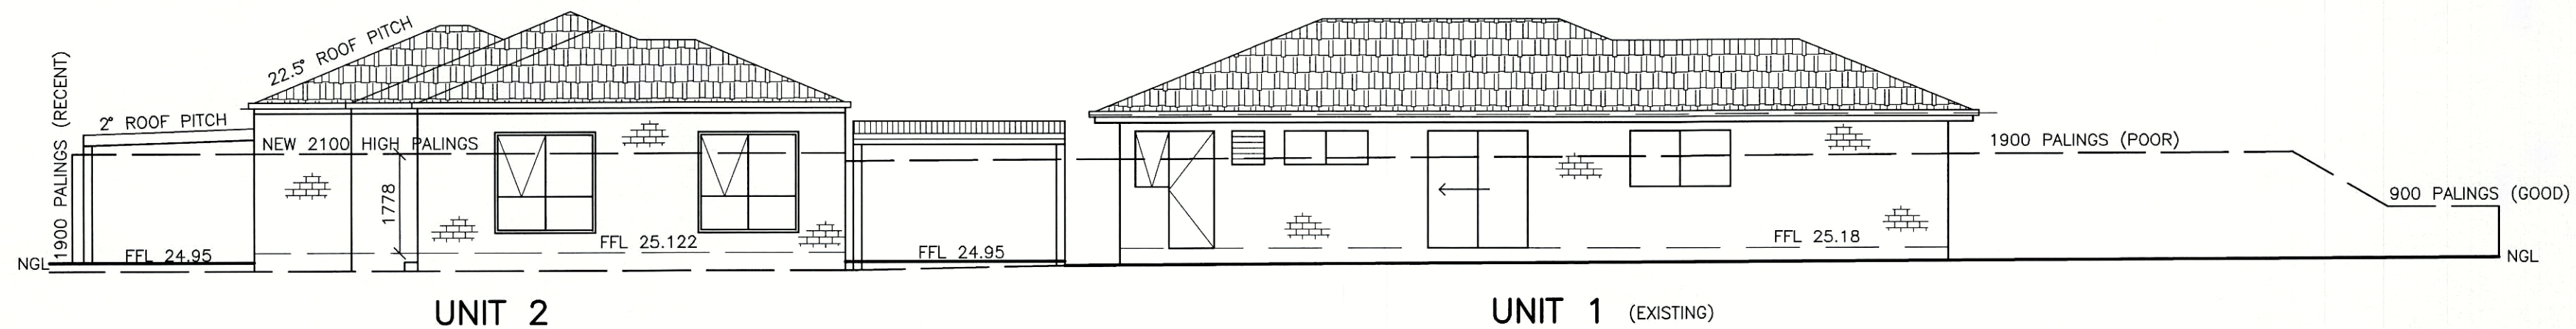 1900 PALINGS (RECENT)
22.5° ROOF PITCH
2° ROOF PITCH
NEW 2100 HIGH PALINGS
1778
FFL 25.122
FFL 24.95
NGL
FFL 24.95
1900 PALINGS (POOR)
900 PALINGS (GOOD)
FFL 25.18
NGL
UNIT 2
UNIT 1 (EXISTING)